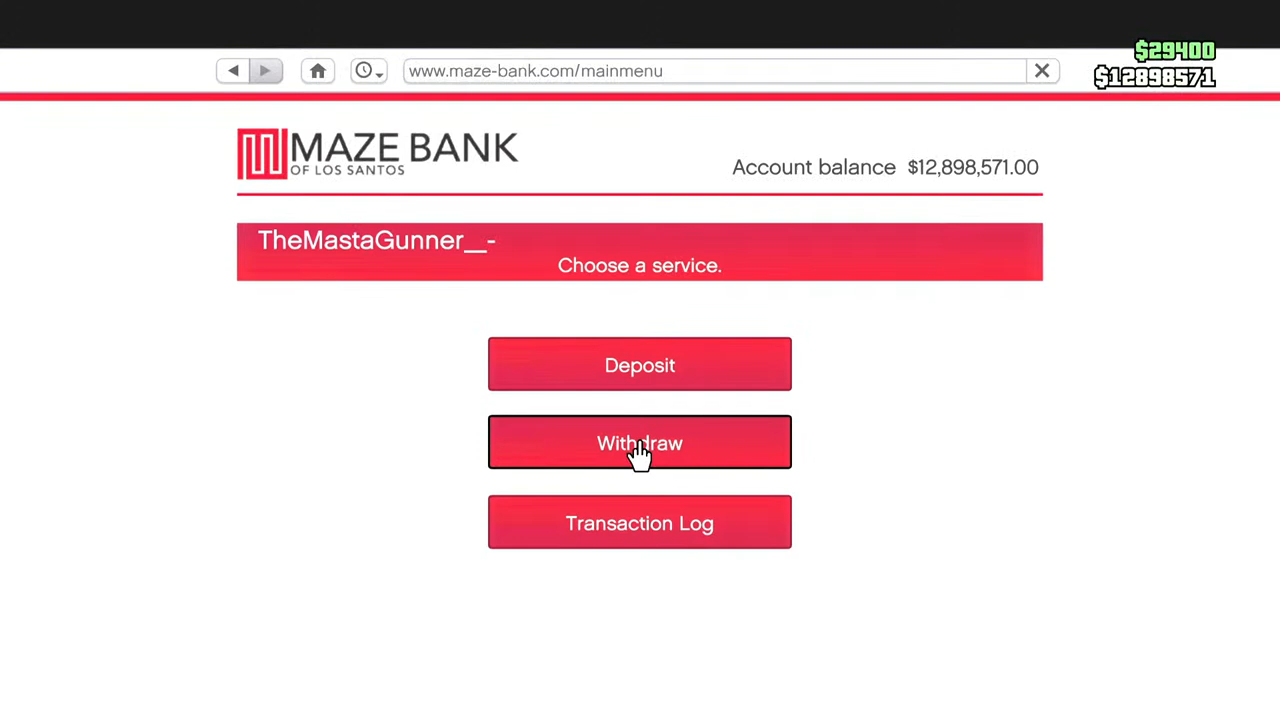 $29400
www.maze-bank.com/mainmenu
$12898571
MAZE BANK
OF LOS SANTOS
Account balance $12,898,571.00
TheMastaGunner__-
Choose a service.
Deposit
Withdraw
Transaction Log